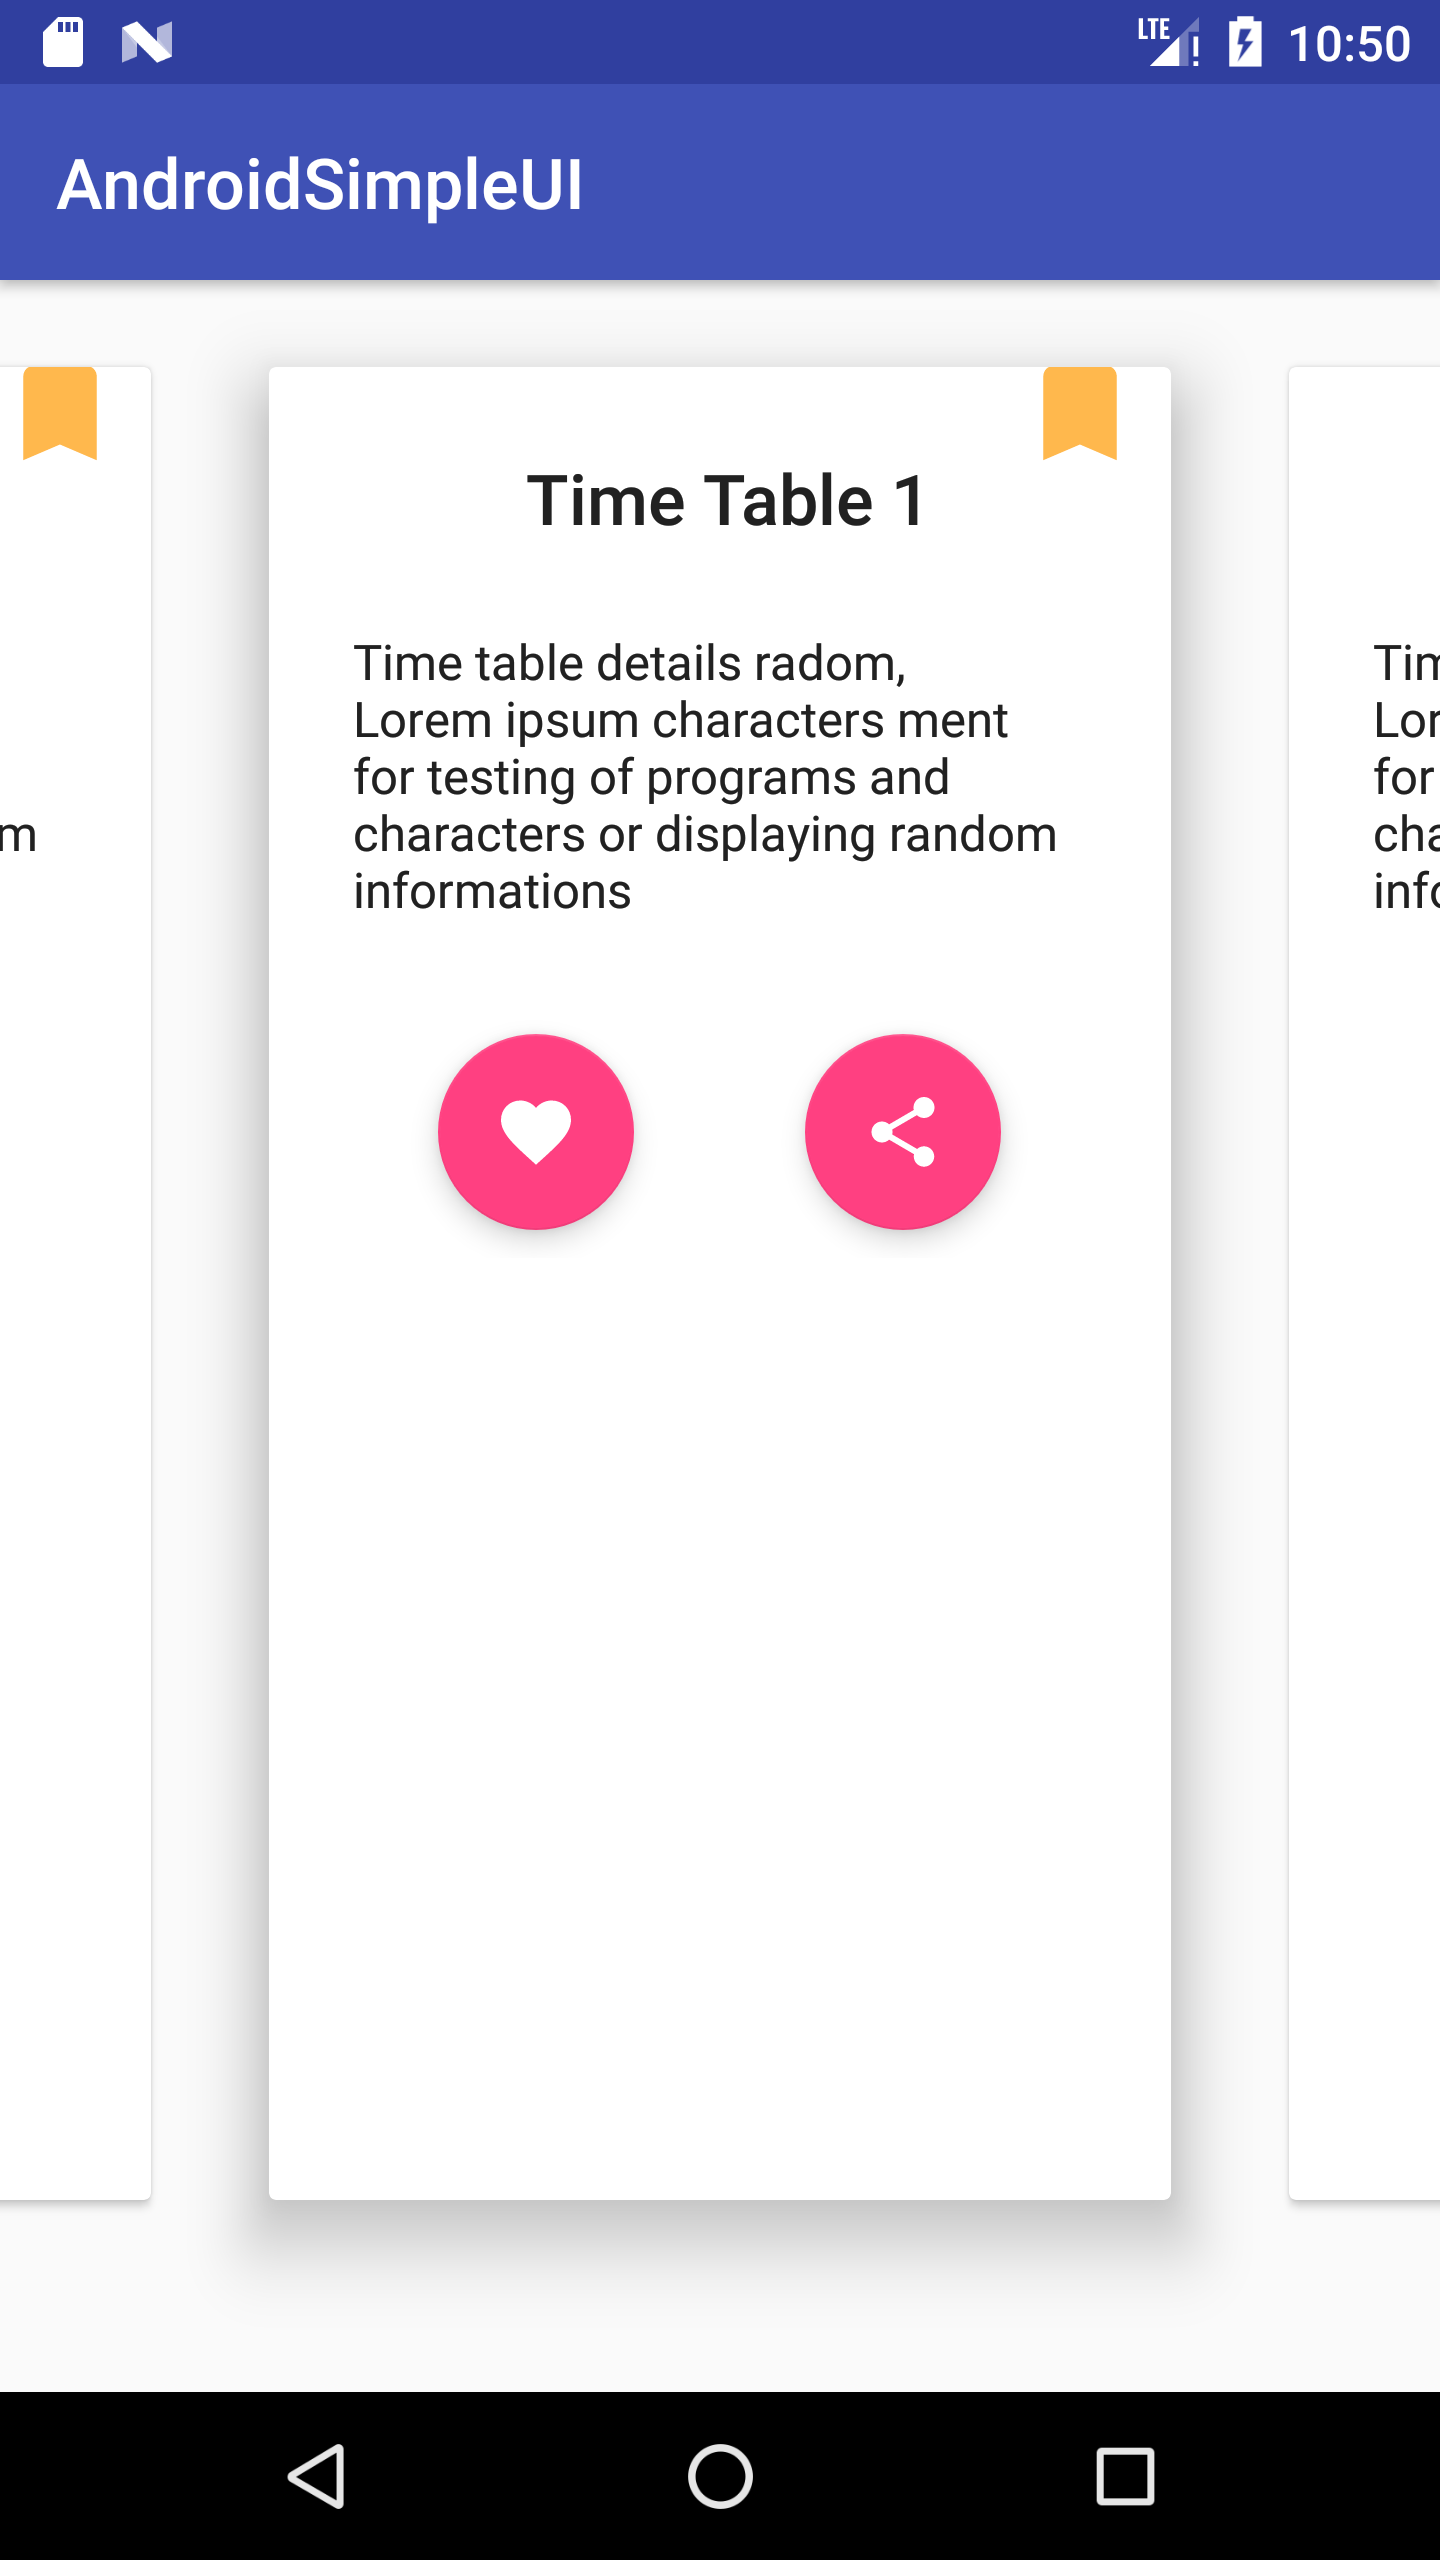 LTE 10:50
AndroidSimpleUI
Time Table 1
Time table details radom,
Lorem ipsum characters ment
for testing of programs and
characters or displaying random
informations
m
Tim
Lor
for
cha
info